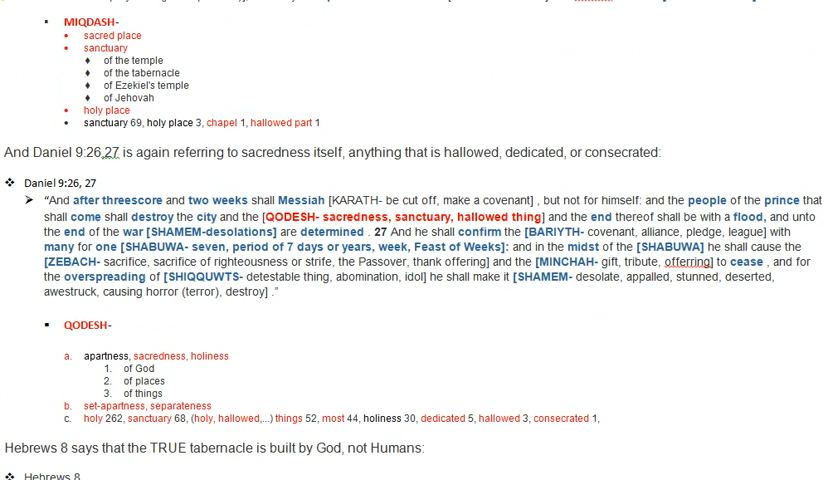 ▪ MIQDASH-
• sacred place
• sanctuary
♦ of the temple
♦ of the tabernacle
♦ of Ezekiel's temple
♦ of Jehovah
• holy place
• sanctuary 69, holy place 3, chapel 1, hallowed part 1
And Daniel 9:26,27 is again referring to sacredness itself, anything that is hallowed, dedicated, or consecrated:
❖ Daniel 9:26, 27
➤ “And after threescore and two weeks shall Messiah [KARATH- be cut off, make a covenant] , but not for himself: and the people of the prince that
shall come shall destroy the city and the [QODESH- sacredness, sanctuary, hallowed thing] and the end thereof shall be with a flood, and unto
the end of the war [SHAMEM-desolations] are determined . 27 And he shall confirm the [BARIYTH- covenant, alliance, pledge, league] with
many for one [SHABUWA- seven, period of 7 days or years, week, Feast of Weeks]: and in the midst of the [SHABUWA] he shall cause the
[ZEBACH- sacrifice, sacrifice of righteousness or strife, the Passover, thank offering] and the [MINCHAH- gift, tribute, offerring] to cease , and for
the overspreading of [SHIQQUWTS- detestable thing, abomination, idol] he shall make it [SHAMEM- desolate, appalled, stunned, deserted,
awestruck, causing horror (terror), destroy] .”
▪ QODESH-
a. apartness, sacredness, holiness
1. of God
2. of places
3. of things
b. set-apartness, separateness
c. holy 262, sanctuary 68, (holy, hallowed,...) things 52, most 44, holiness 30, dedicated 5, hallowed 3, consecrated 1,
Hebrews 8 says that the TRUE tabernacle is built by God, not Humans:
❖ Hebrews 8